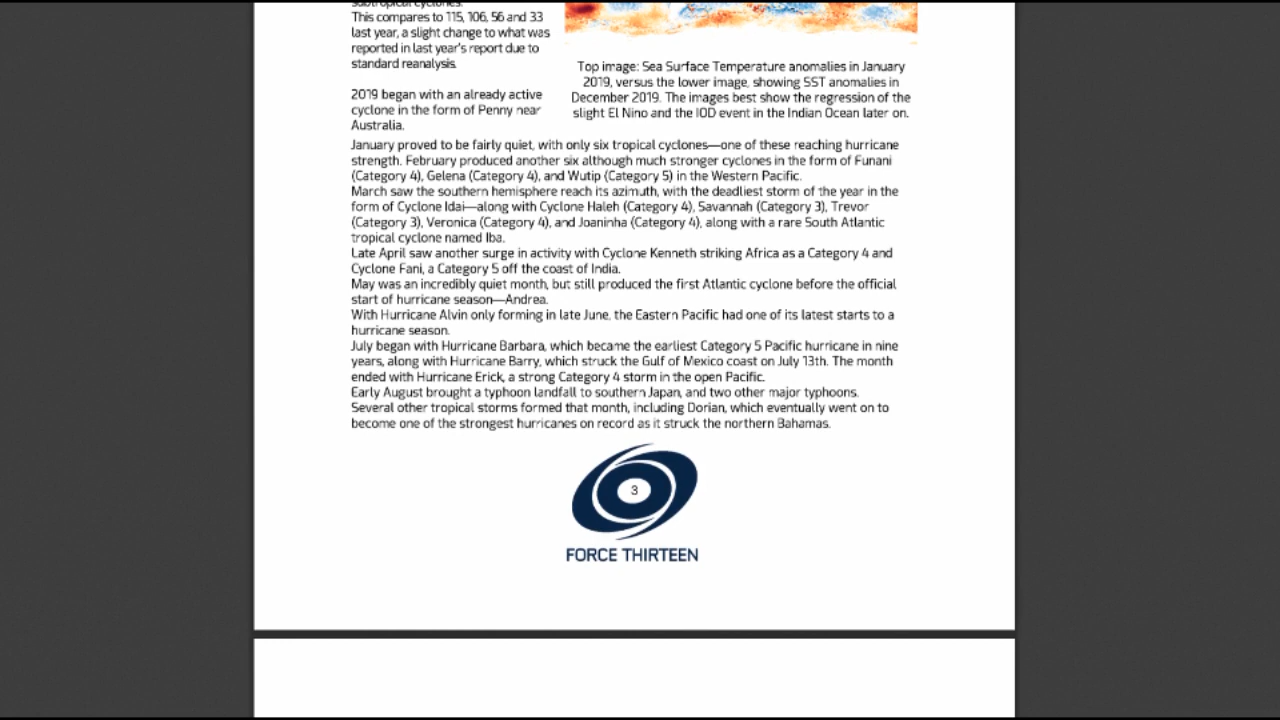 subtropical cyclones.
This compares to 115, 106, 56 and 33
last year, a slight change to what was
reported in last year's report due to
standard reanalysis.
2019 began with an already active
cyclone in the form of Penny near
Australia.
Top image: Sea Surface Temperature anomalies in January
2019, versus the lower image, showing SST anomalies in
December 2019. The images best show the regression of the
slight El Nino and the IOD event in the Indian Ocean later on.
January proved to be fairly quiet, with only six tropical cyclones—one of these reaching hurricane
strength. February produced another six although much stronger cyclones in the form of Funani
(Category 4), Gelena (Category 4), and Wutip (Category 5) in the Western Pacific.
March saw the southern hemisphere reach its azimuth, with the deadliest storm of the year in the
form of Cyclone Idai—along with Cyclone Haleh (Category 4), Savannah (Category 3), Trevor
(Category 3), Veronica (Category 4), and Joaninha (Category 4), along with a rare South Atlantic
tropical cyclone named Iba.
Late April saw another surge in activity with Cyclone Kenneth striking Africa as a Category 4 and
Cyclone Fani, a Category 5 off the coast of India.
May was an incredibly quiet month, but still produced the first Atlantic cyclone before the official
start of hurricane season—Andrea.
With Hurricane Alvin only forming in late June, the Eastern Pacific had one of its latest starts to a
hurricane season.
July began with Hurricane Barbara, which became the earliest Category 5 Pacific hurricane in nine
years, along with Hurricane Barry, which struck the Gulf of Mexico coast on July 13th. The month
ended with Hurricane Erick, a strong Category 4 storm in the open Pacific.
Early August brought a typhoon landfall to southern Japan, and two other major typhoons.
Several other tropical storms formed that month, including Dorian, which eventually went on to
become one of the strongest hurricanes on record as it struck the northern Bahamas.
3
FORCE THIRTEEN